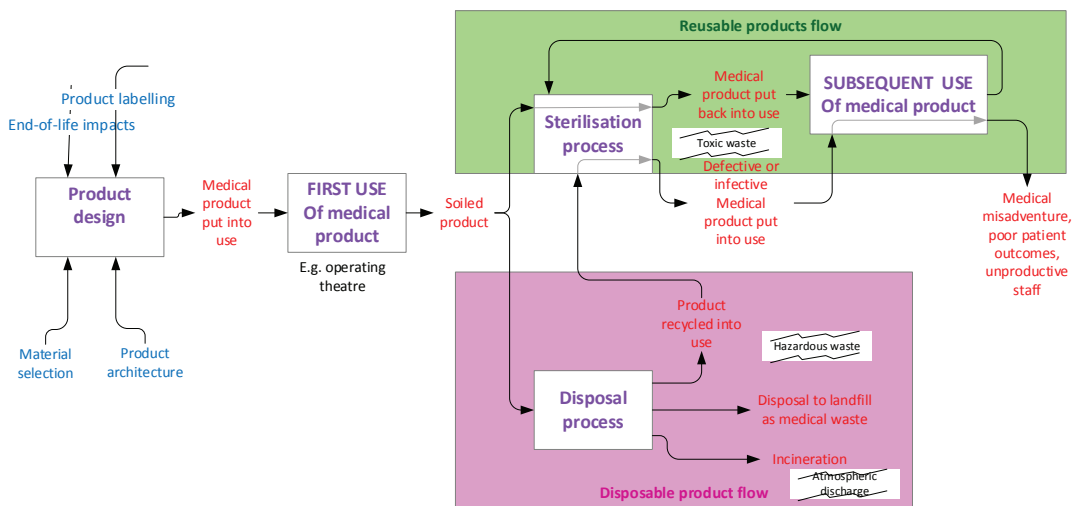 Reusable products flow
Product labelling
End-of-life impacts
Product
design
Medical
product
put into
use
FIRST USE
Of medical
product
E.g. operating
theatre
Soiled
product
Sterilisation
process
Medical
product put
back into use
Toxic waste
Defective or
infective
Medical
product put
into use
SUBSEQUENT USE
Of medical product
Medical
misadventure,
poor patient
outcomes,
unproductive
staff
Material
selection
Product
architecture
Product
recycled into
use
Hazardous waste
Disposal
process
Disposal to landfill
as medical waste
Incineration
Atmospheric
discharge
Disposable product flow